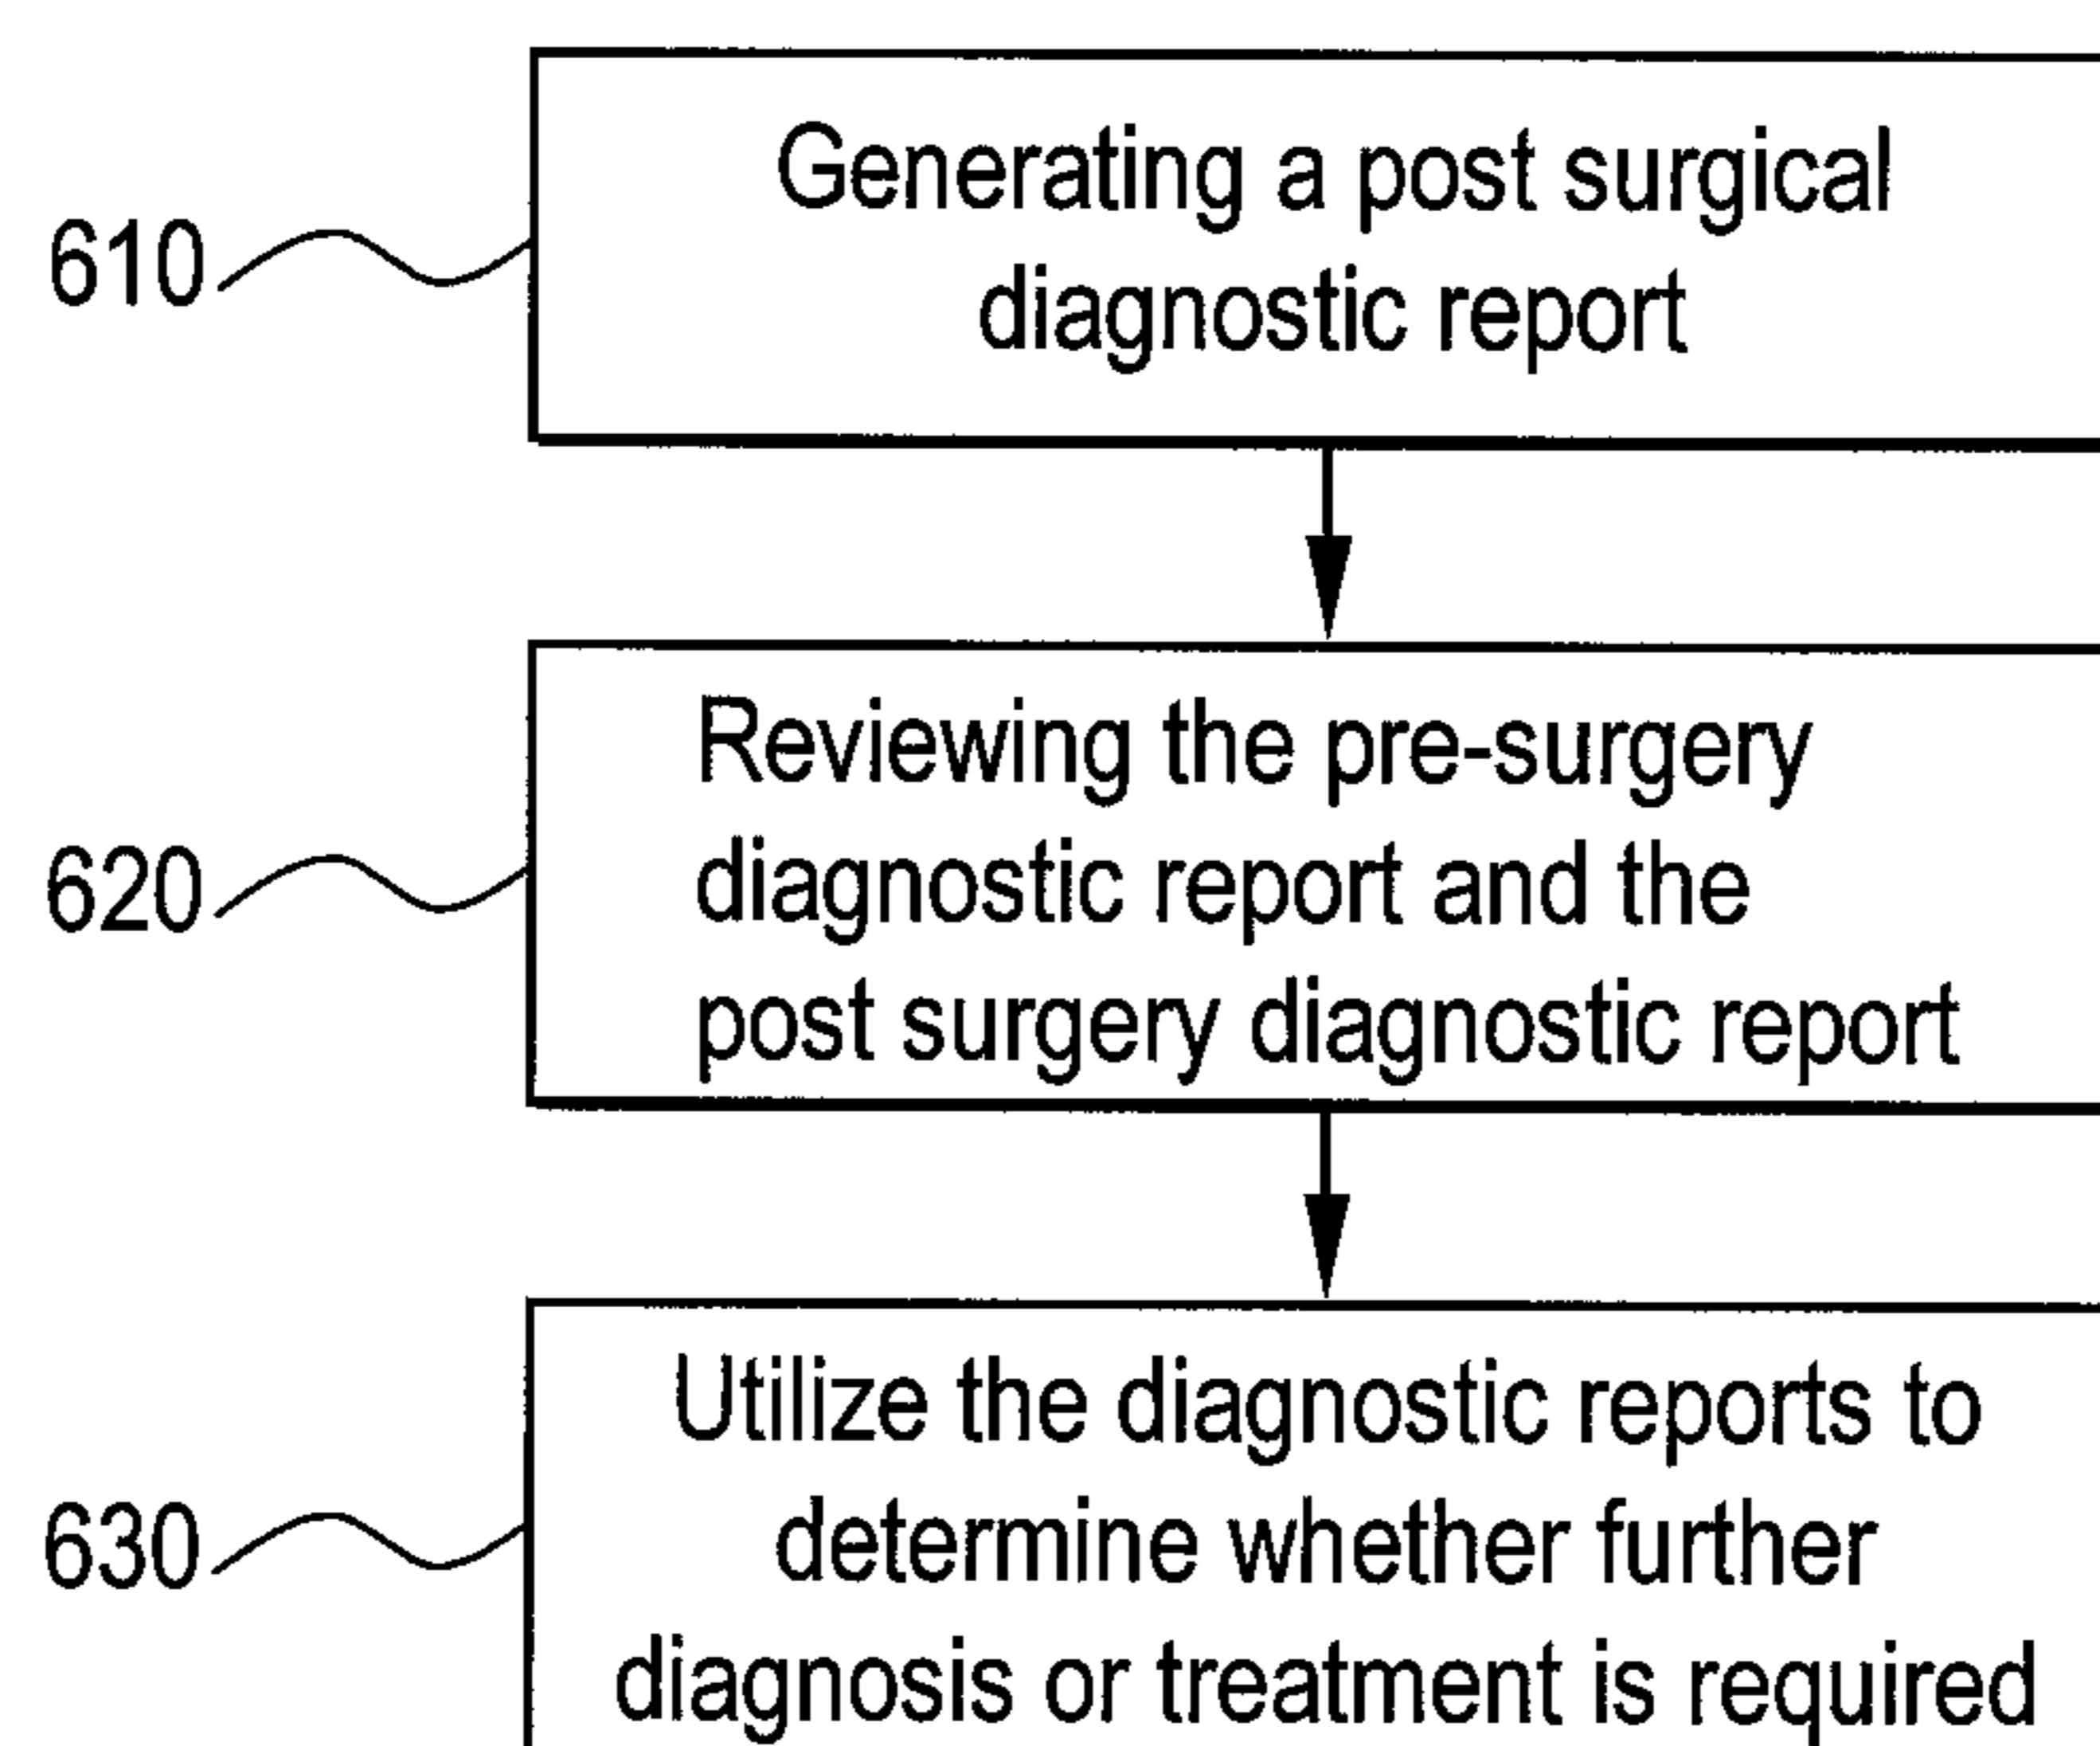 610
Generating a post surgical
diagnostic report
620
Reviewing the pre-surgery
diagnostic report and the
post surgery diagnostic report
630
Utilize the diagnostic reports to
determine whether further
diagnosis or treatment is required